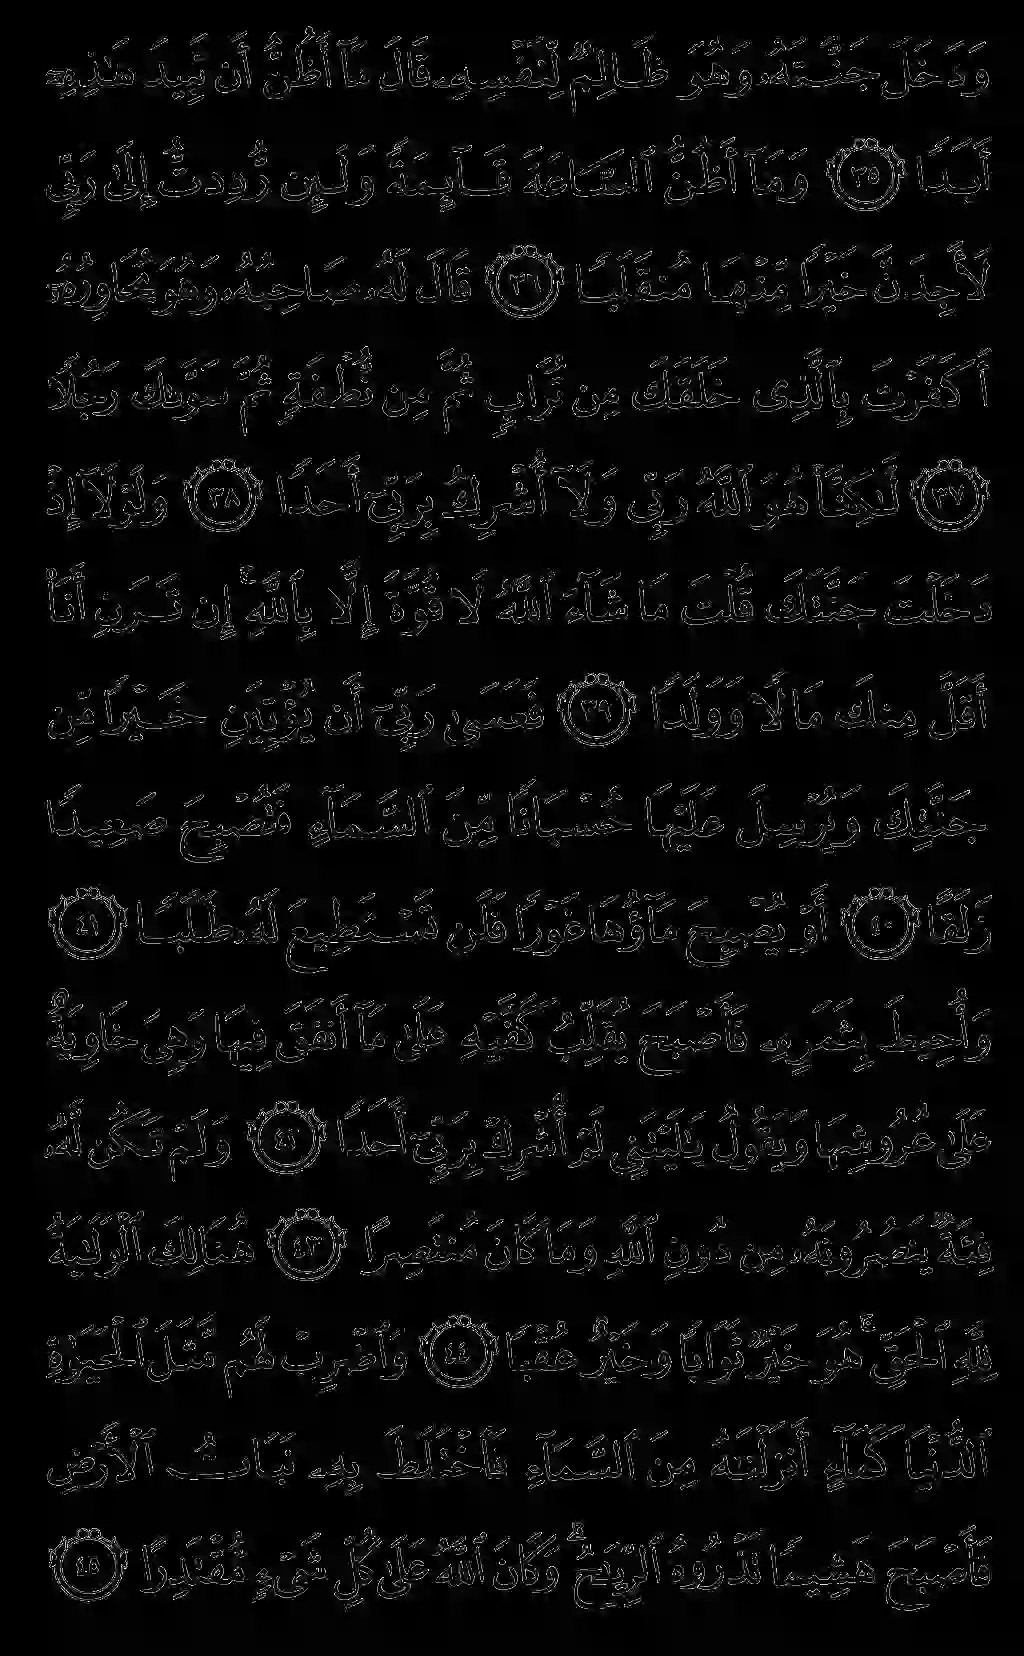 وَدَخَلَ جَنَّتَهُۥ وَهُوَ ظَالِمٌ لِّنَفْسِهِۦ قَالَ مَآ أَظُنُّ أَن تَبِيدَ هَٰذِهِۦٓ
أَبَدًا ٣٥ وَمَآ أَظُنُّ ٱلسَّاعَةَ قَآئِمَةً وَلَئِن رُّدِدتُّ إِلَىٰ رَبِّى
لَأَجِدَنَّ خَيْرًا مِّنْهَا مُنقَلَبًا ٣٦ قَالَ لَهُۥ صَاحِبُهُۥ وَهُوَ يُحَاوِرُهُۥٓ
أَكَفَرْتَ بِٱلَّذِى خَلَقَكَ مِن تُرَابٍ ثُمَّ مِن نُّطْفَةٍ ثُمَّ سَوَّىٰكَ رَجُلًا
٣٧ لَّٰكِنَّا۠ هُوَ ٱللَّهُ رَبِّى وَلَآ أُشْرِكُ بِرَبِّىٓ أَحَدًا ٣٨ وَلَوْلَآ إِذْ
دَخَلْتَ جَنَّتَكَ قُلْتَ مَا شَآءَ ٱللَّهُ لَا قُوَّةَ إِلَّا بِٱللَّهِ ۚ إِن تَرَنِ أَنَا۠
أَقَلَّ مِنكَ مَالًا وَوَلَدًا ٣٩ فَعَسَىٰ رَبِّىٓ أَن يُؤْتِيَنِ خَيْرًا مِّن
جَنَّتِكَ وَيُرْسِلَ عَلَيْهَا حُسْبَانًا مِّنَ ٱلسَّمَآءِ فَتُصْبِحَ صَعِيدًا
زَلَقًا ٤٠ أَوْ يُصْبِحَ مَآؤُهَا غَوْرًا فَلَن تَسْتَطِيعَ لَهُۥ طَلَبًا ٤١
وَأُحِيطَ بِثَمَرِهِۦ فَأَصْبَحَ يُقَلِّبُ كَفَّيْهِ عَلَىٰ مَآ أَنفَقَ فِيهَا وَهِىَ خَاوِيَةٌ
عَلَىٰ عُرُوشِهَا وَيَقُولُ يَٰلَيْتَنِى لَمْ أُشْرِكْ بِرَبِّىٓ أَحَدًا ٤٢ وَلَمْ تَكُن لَّهُۥ
فِئَةٌ يَنصُرُونَهُۥ مِن دُونِ ٱللَّهِ وَمَا كَانَ مُنتَصِرًا ٤٣ هُنَالِكَ ٱلْوَلَٰيَةُ
لِلَّهِ ٱلْحَقِّ ۚ هُوَ خَيْرٌ ثَوَابًا وَخَيْرٌ عُقْبًا ٤٤ وَٱضْرِبْ لَهُم مَّثَلَ ٱلْحَيَوٰةِ
ٱلدُّنْيَا كَمَآءٍ أَنزَلْنَٰهُ مِنَ ٱلسَّمَآءِ فَٱخْتَلَطَ بِهِۦ نَبَاتُ ٱلْأَرْضِ
فَأَصْبَحَ هَشِيمًا تَذْرُوهُ ٱلرِّيَٰحُ ۗ وَكَانَ ٱللَّهُ عَلَىٰ كُلِّ شَىْءٍ مُّقْتَدِرًا ٤٥